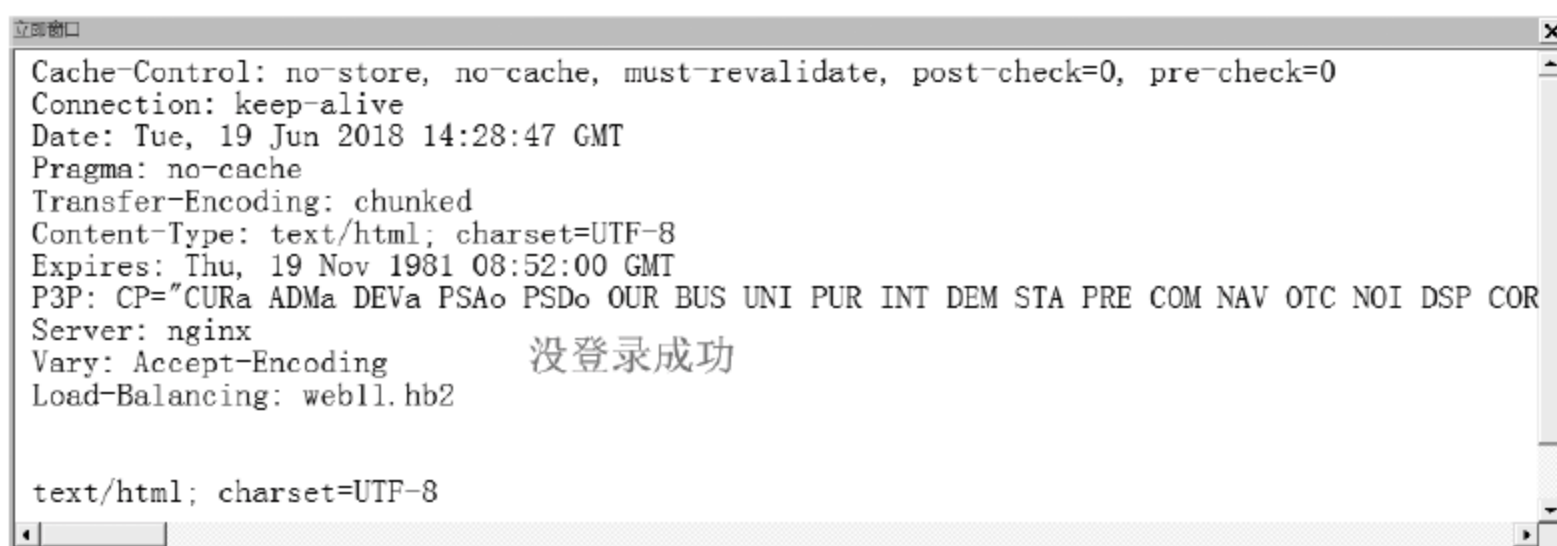 立即窗口
Cache-Control: no-store, no-cache, must-revalidate, post-check=0, pre-check=0
Connection: keep-alive
Date: Tue, 19 Jun 2018 14:28:47 GMT
Pragma: no-cache
Transfer-Encoding: chunked
Content-Type: text/html; charset=UTF-8
Expires: Thu, 19 Nov 1981 08:52:00 GMT
P3P: CP="CURa ADMa DEVa PSAo PSDo OUR BUS UNI PUR INT DEM STA PRE COM NAV OTC NOI DSP COR
Server: nginx
Vary: Accept-Encoding
没登录成功
Load-Balancing: web11.hb2
text/html; charset=UTF-8